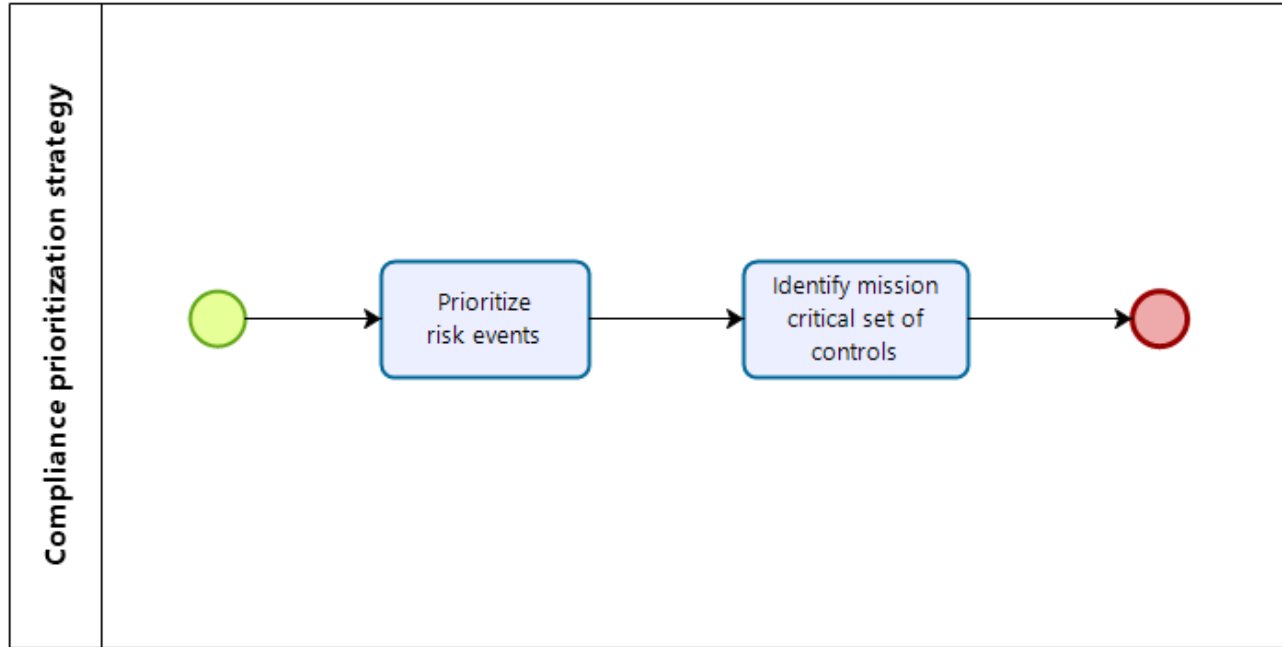 Compliance prioritization strategy
Prioritize
risk events
Identify mission
critical set of
controls